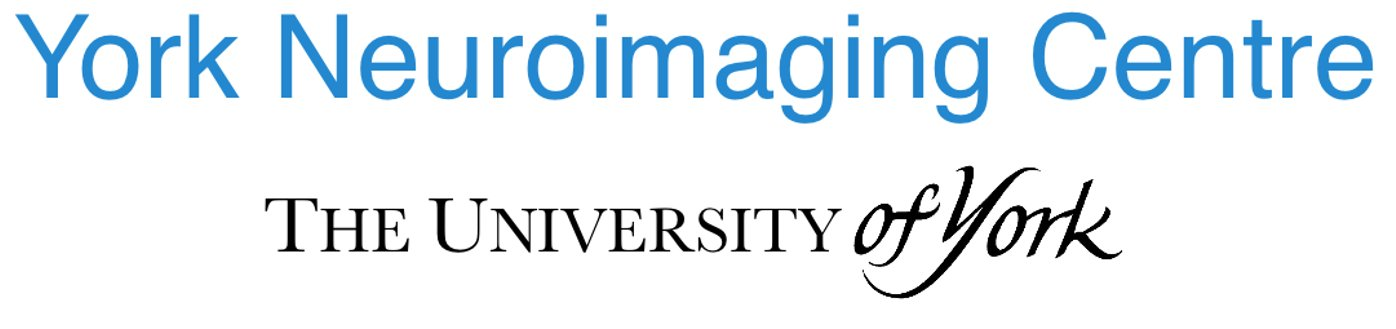 York Neuroimaging Centre
THE UNIVERSITY of York